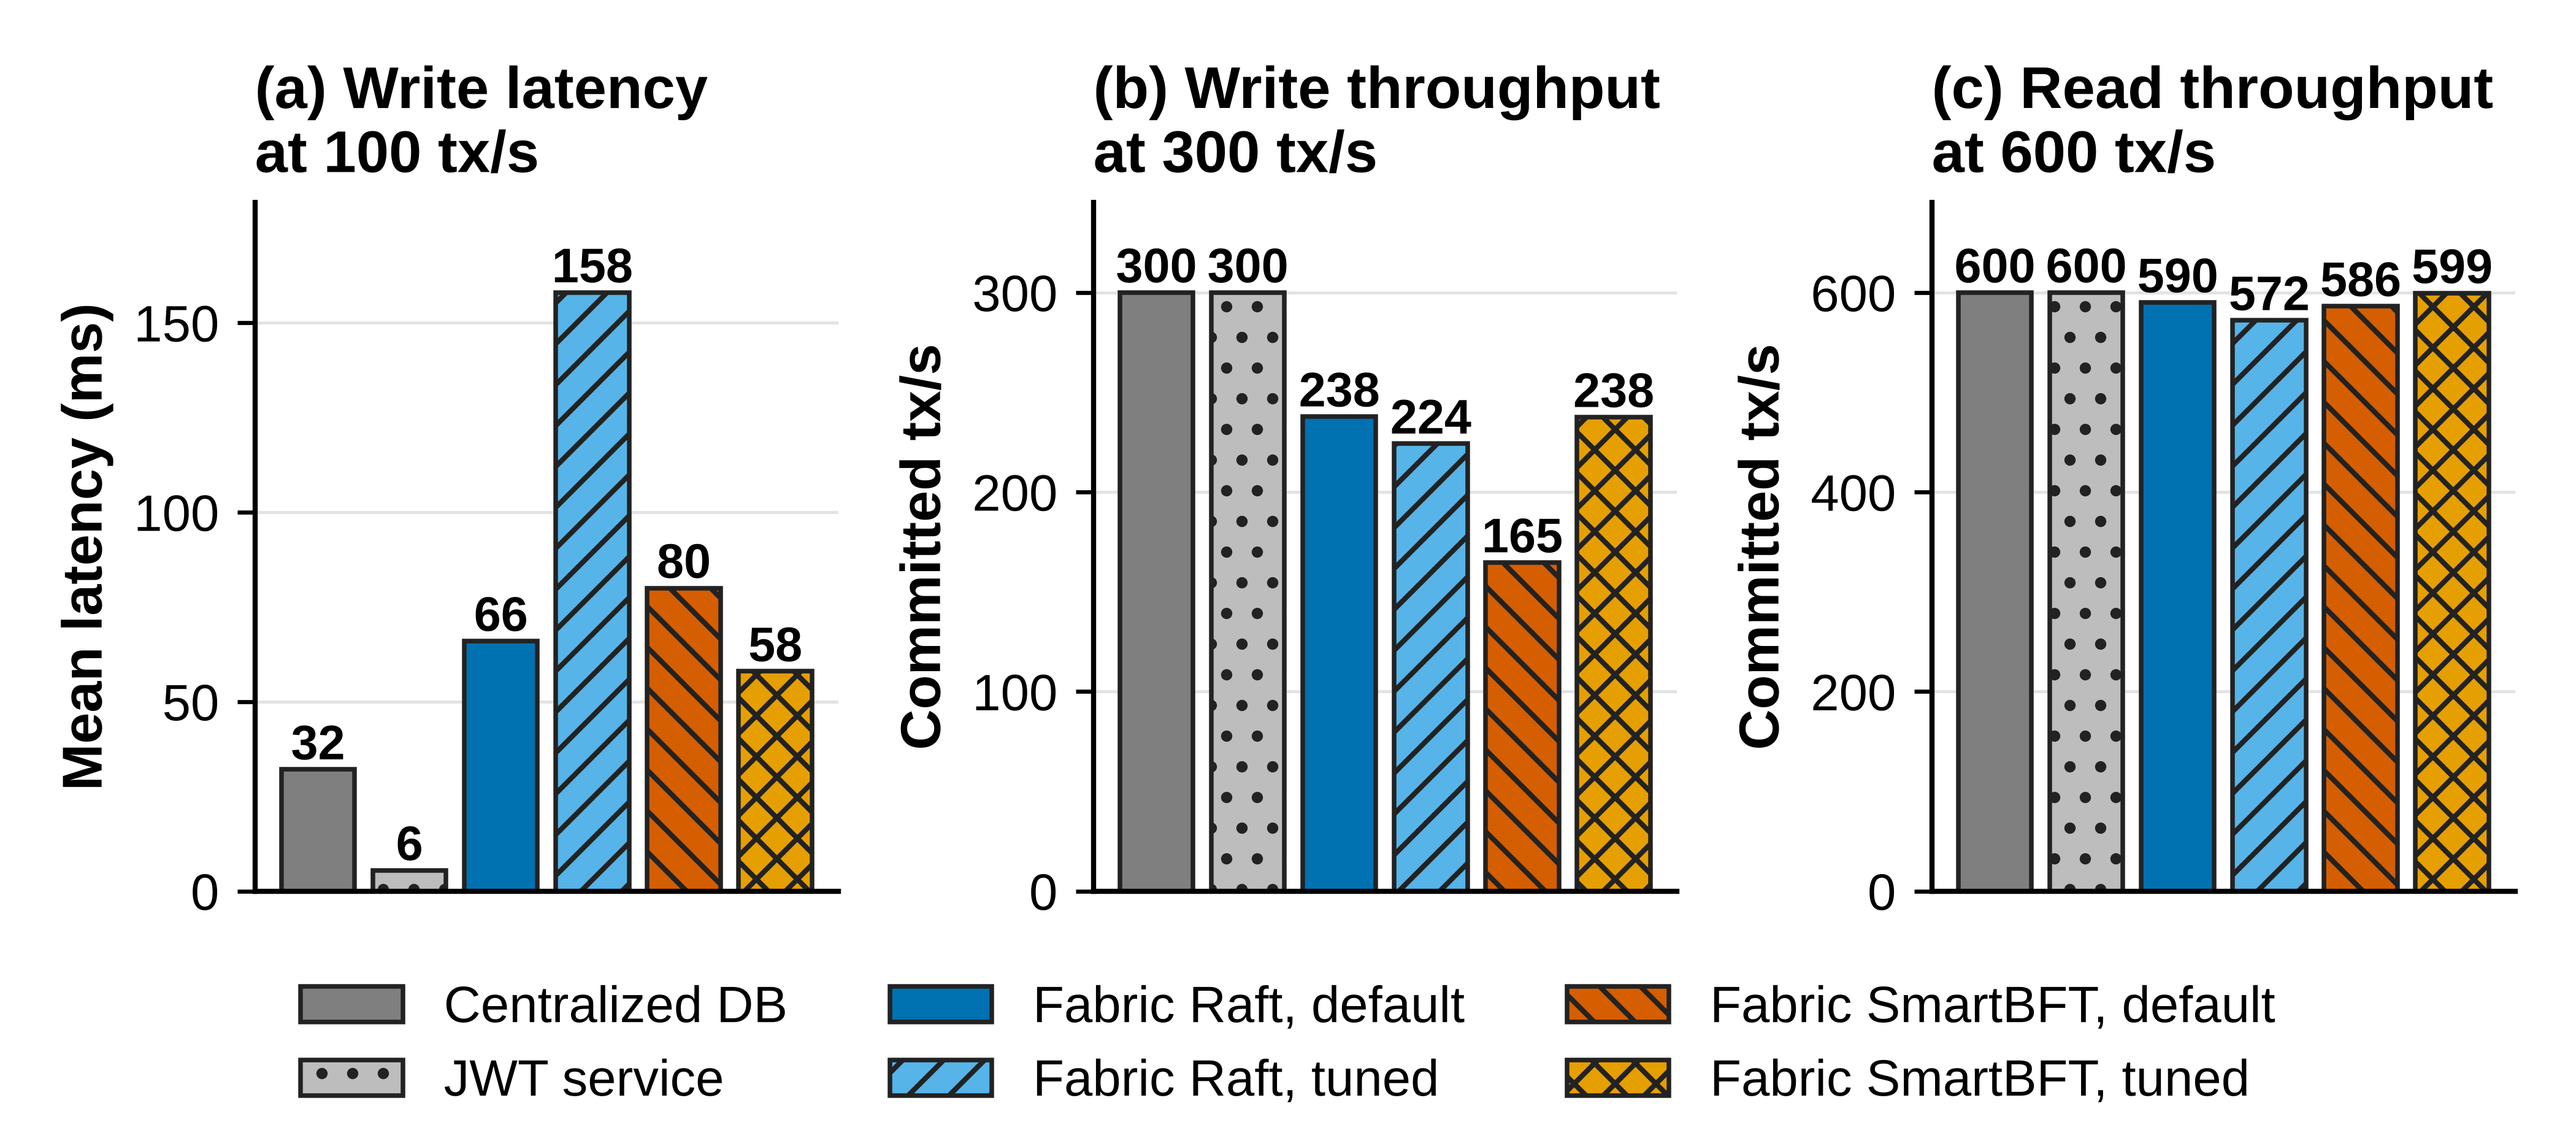 (a) Write latency
at 100 tx/s
Mean latency (ms)
150
100
50
0
32
6
66
158
80
58
(b) Write throughput
at 300 tx/s
Committed tx/s
300
200
100
0
300
300
238
224
165
238
(c) Read throughput
at 600 tx/s
Committed tx/s
600
400
200
0
600
600
590
572
586
599
Centralized DB
JWT service
Fabric Raft, default
Fabric Raft, tuned
Fabric SmartBFT, default
Fabric SmartBFT, tuned